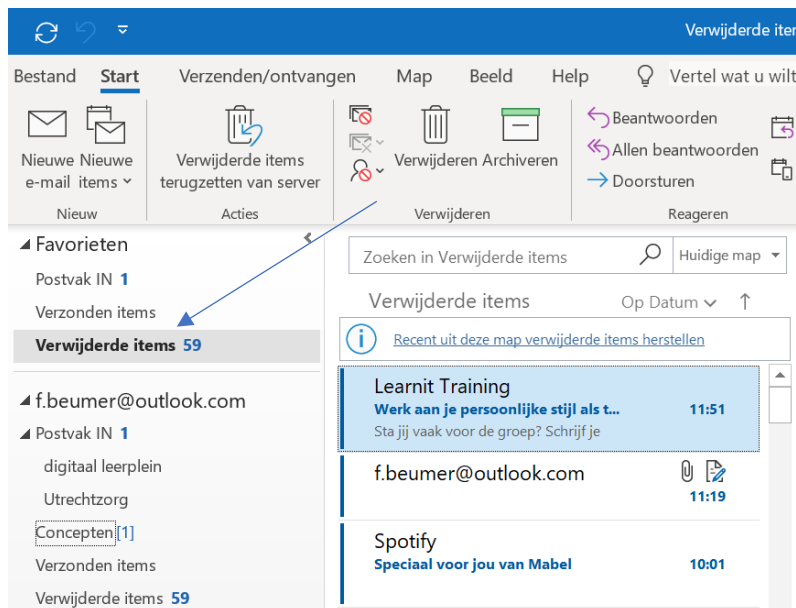 Verwijderde iter
Bestand Start Verzenden/ontvangen Map Beeld Help Vertel wat u wilt
Nieuwe e-mail
Nieuwe items
Nieuw
Verwijderde items
terugzetten van server
Acties
Verwijderen Archiveren
Verwijderen
Beantwoorden
Allen beantwoorden
Doorsturen
Reageren
Favorieten
Postvak IN 1
Verzonden items
Verwijderde items 59
f.beumer@outlook.com
Postvak IN 1
digitaal leerplein
Utrechtzorg
Concepten [1]
Verzonden items
Verwijderde items 59
Zoeken in Verwijderde items Huidige map
Verwijderde items Op Datum
Recent uit deze map verwijderde items herstellen
Learnit Training
Werk aan je persoonlijke stijl als t... 11:51
Sta jij vaak voor de groep? Schrijf je
f.beumer@outlook.com
11:19
Spotify
Speciaal voor jou van Mabel 10:01